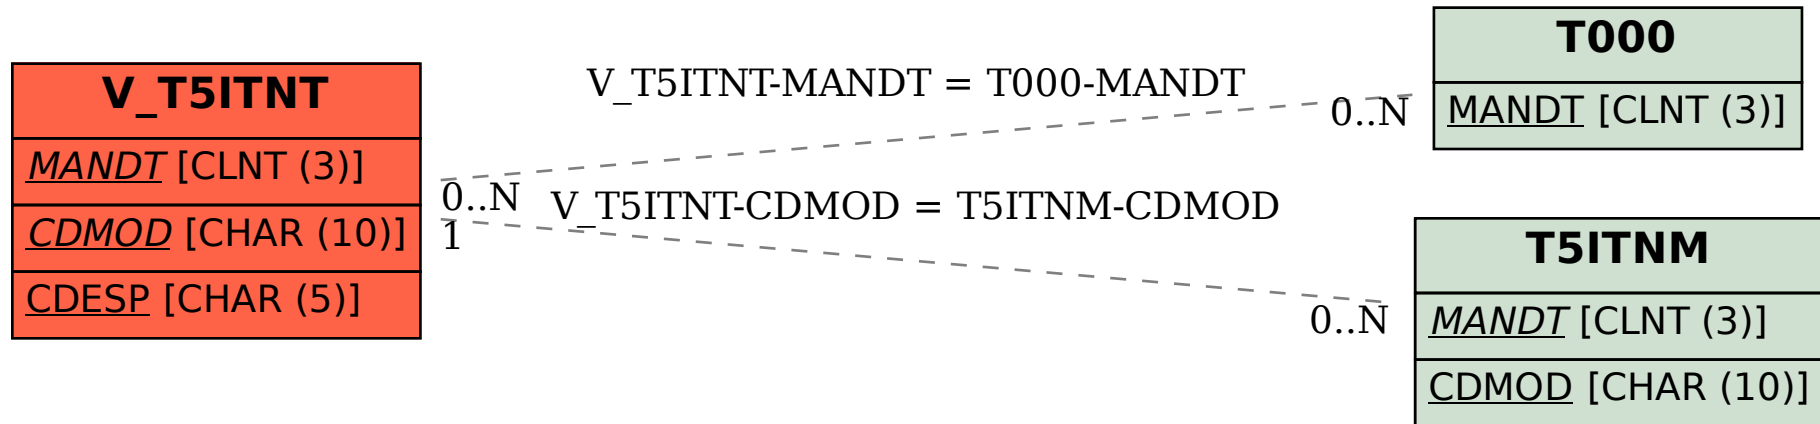 V_T5ITNT
MANDT [CLNT (3)]
CDMOD [CHAR (10)]
CDESP [CHAR (5)]
V_T5ITNT-MANDT = T000-MANDT
0..N
0..N
V_T5ITNT-CDMOD = T5ITNM-CDMOD
1
0..N
T000
MANDT [CLNT (3)]
T5ITNM
MANDT [CLNT (3)]
CDMOD [CHAR (10)]